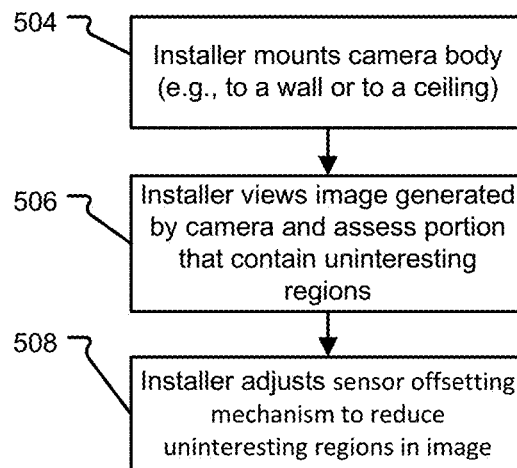 504
Installer mounts camera body
(e.g., to a wall or to a ceiling)
506
Installer views image generated
by camera and assess portion
that contain uninteresting
regions
508
Installer adjusts sensor offsetting
mechanism to reduce
uninteresting regions in image